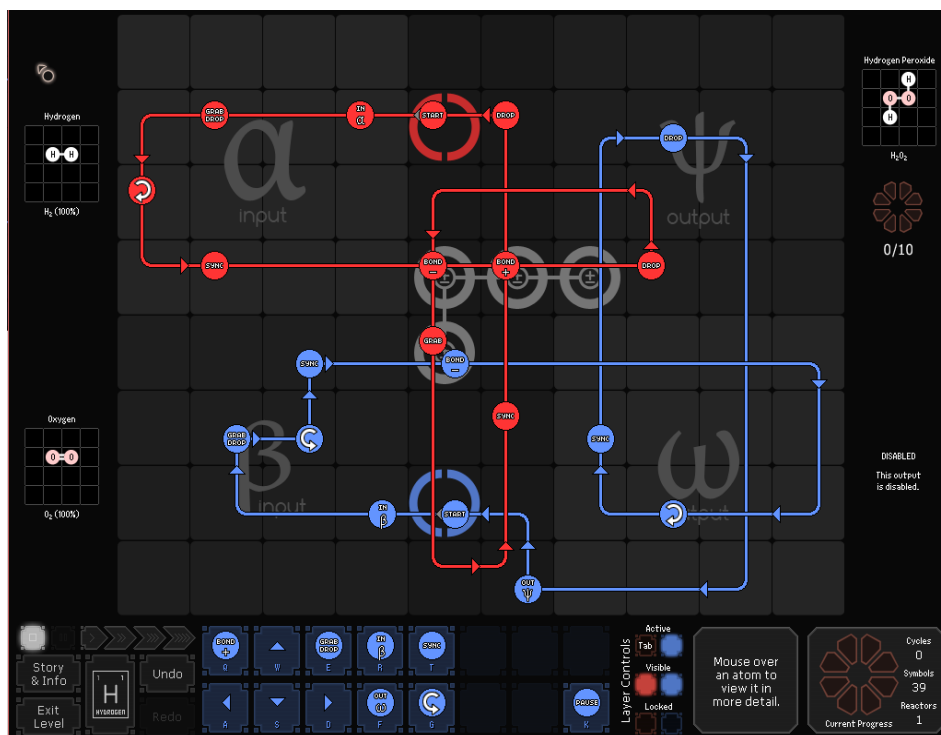 Hydrogen
H H
H₂ (100%)
Oxygen
O O
O₂ (100%)
Hydrogen Peroxide
H
O O
H
H₂O₂
0/10
DISABLED
This output
is disabled.
α
input
β
input
ψ
output
ω
output
GRAB
DROP
IN
α
START
DROP
SYNC
BOND
-
BOND
+
DROP
GRAB
SYNC
DROP
SYNC
BOND
-
GRAB
DROP
SYNC
IN
β
START
OUT
ψ
Story
& Info
Exit
Level
1 1
H
HYDROGEN
Undo
Redo
BOND
+
Q
W
GRAB
DROP
E
IN
β
R
SYNC
T
A
S
D
OUT
ω
F
G
PAUSE
K
Layer Controls
Active
Tab
Visible
Locked
Mouse over
an atom to
view it in
more detail.
Cycles
0
Symbols
39
Reactors
1
Current Progress